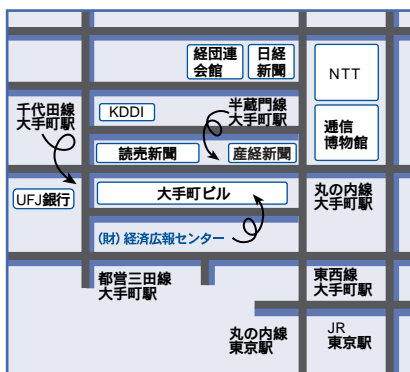 経団連
会館
日経
新聞
NTT
千代田線
大手町駅
KDDI
半蔵門線
大手町駅
逓信
博物館
読売新聞
産経新聞
UFJ銀行
大手町ビル
丸の内線
大手町駅
(財)経済広報センター
都営三田線
大手町駅
東西線
大手町駅
丸の内線
東京駅
JR
東京駅